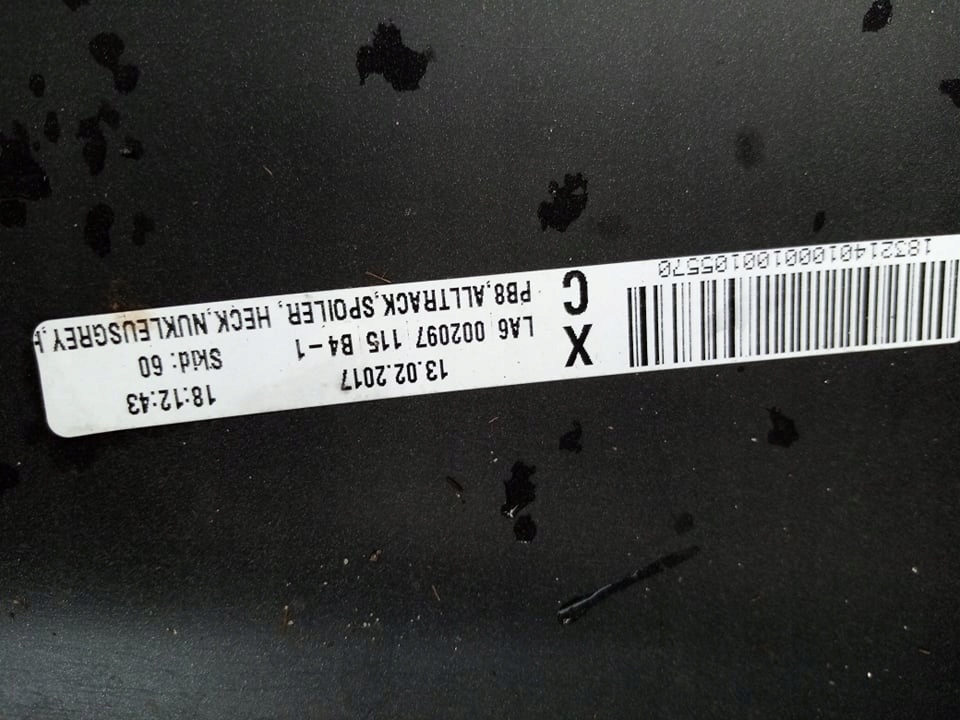 13.02.2017 18:12:43
X LA6 002097 115 B4-1 Skid: 60
C PB8,ALLTRACK,SPOILER, HECK,NUKLEUSGREY,
18321401000100105570